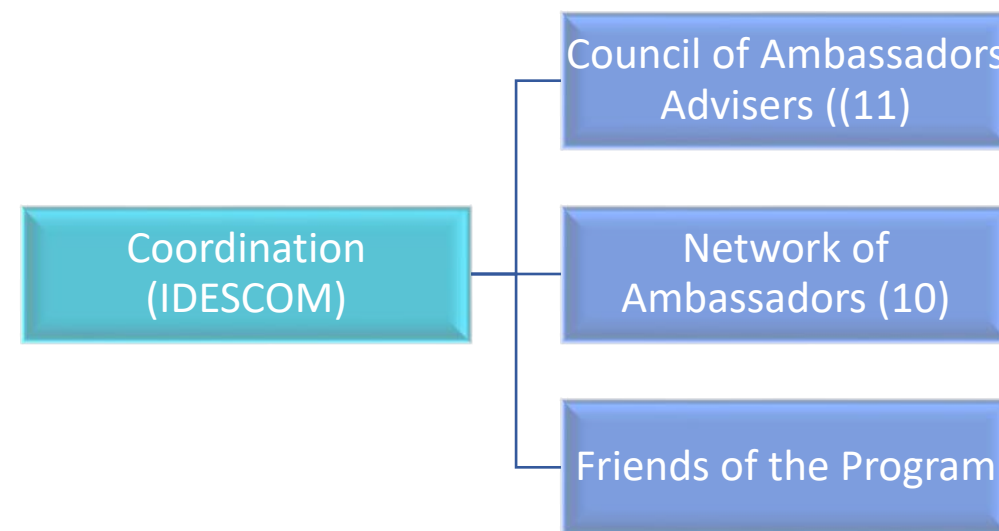 Council of Ambassadors
Advisers ((11)
Coordination
(IDESCOM)
Network of
Ambassadors (10)
Friends of the Program